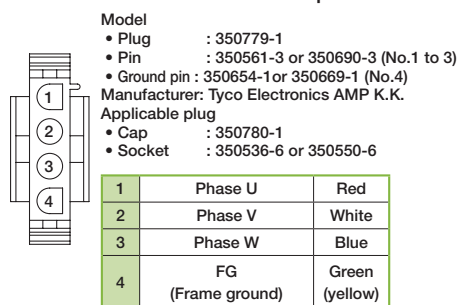 Model
• Plug : 350779-1
• Pin : 350561-3 or 350690-3 (No.1 to 3)
• Ground pin : 350654-1or 350669-1 (No.4)
Manufacturer: Tyco Electronics AMP K.K.
Applicable plug
• Cap : 350780-1
• Socket : 350536-6 or 350550-6
1
2
3
4
1 Phase U Red
2 Phase V White
3 Phase W Blue
4 FG (Frame ground) Green (yellow)